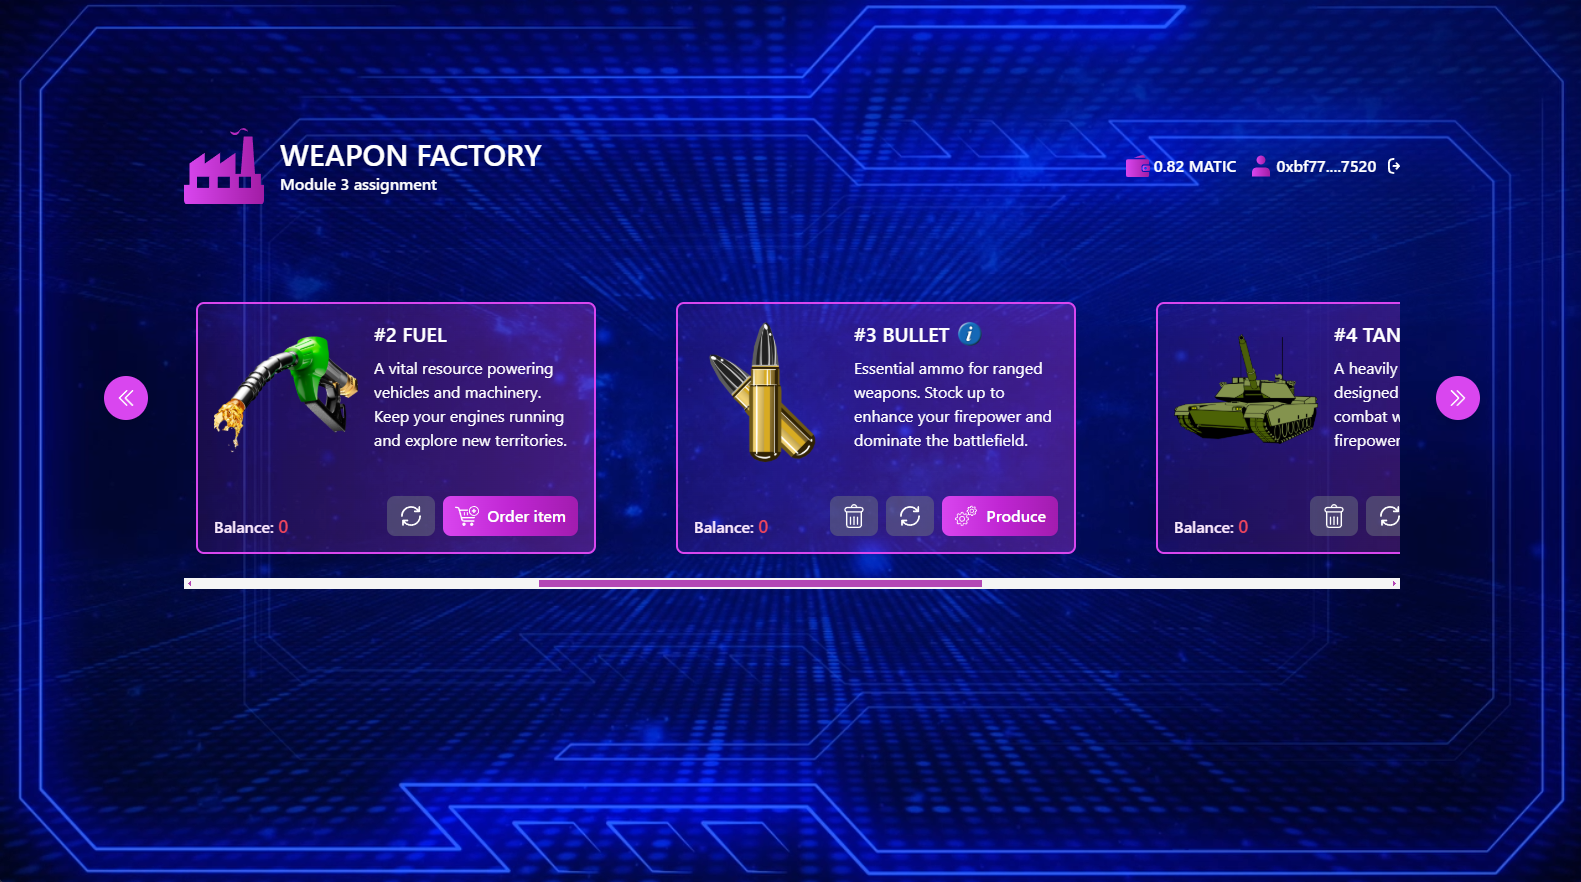 WEAPON FACTORY
Module 3 assignment
0.82 MATIC
0xbf77....7520
#2 FUEL
A vital resource powering
vehicles and machinery.
Keep your engines running
and explore new territories.
Balance: 0
Order item
#3 BULLET
Essential ammo for ranged
weapons. Stock up to
enhance your firepower and
dominate the battlefield.
Balance: 0
Produce
#4 TAN
A heavily
designed
combat w
firepower
Balance: 0